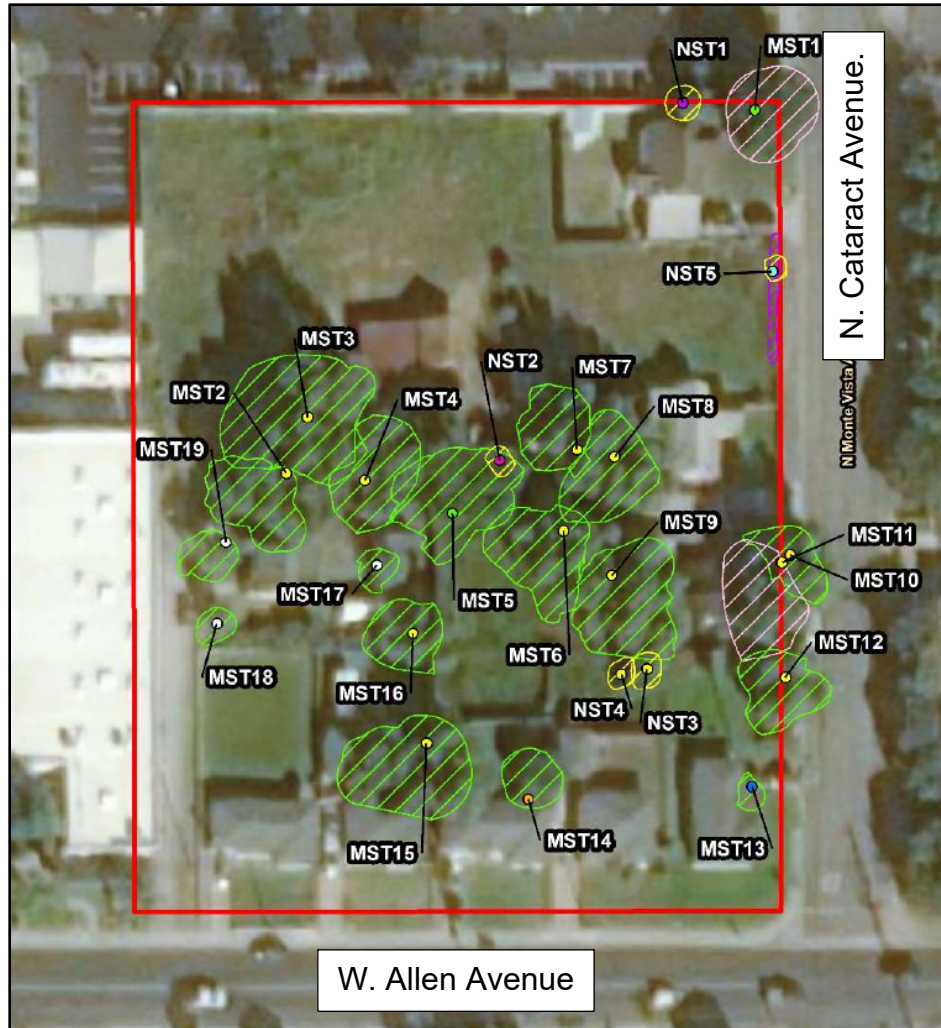 NST1
MST1
N. Cataract Avenue.
NST5
MST3
NST2
MST7
MST2
MST4
MST8
N Monte Vista
MST19
MST9
MST11
MST10
MST17
MST5
MST6
MST12
MST18
MST16
NST4
NST3
MST15
MST14
MST13
W. Allen Avenue